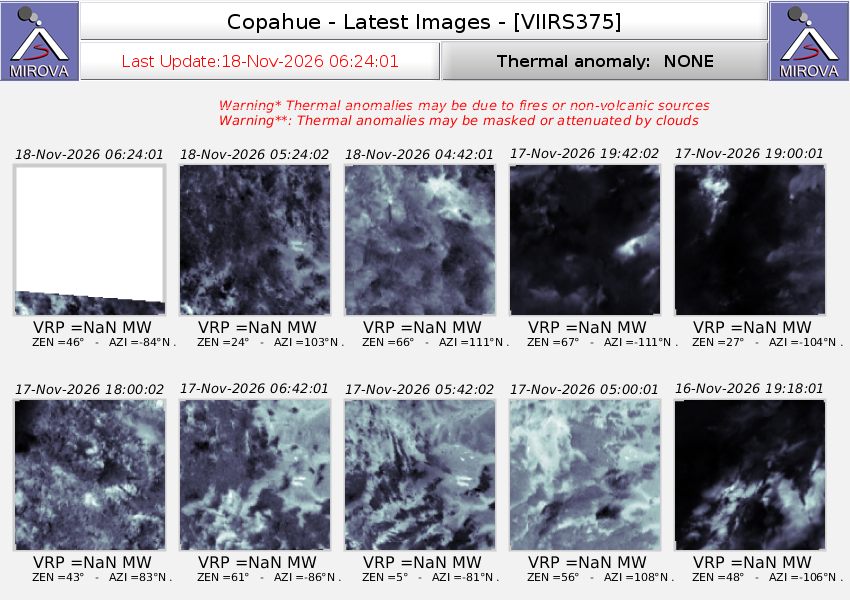 Copahue - Latest Images - [VIIRS375]
MIROVA
Last Update:18-Nov-2026 06:24:01
Thermal anomaly: NONE
MIROVA
Warning* Thermal anomalies may be due to fires or non-volcanic sources
Warning**: Thermal anomalies may be masked or attenuated by clouds
18-Nov-2026 06:24:01 18-Nov-2026 05:24:02 18-Nov-2026 04:42:01 17-Nov-2026 19:42:02 17-Nov-2026 19:00:01
VRP =NaN MW VRP =NaN MW VRP =NaN MW VRP =NaN MW VRP =NaN MW
ZEN =46° - AZI =-84°N . ZEN =24° - AZI =103°N . ZEN =66° - AZI =111°N . ZEN =67° - AZI =-111°N . ZEN =27° - AZI =-104°N .
17-Nov-2026 18:00:02 17-Nov-2026 06:42:01 17-Nov-2026 05:42:02 17-Nov-2026 05:00:01 16-Nov-2026 19:18:01
VRP =NaN MW VRP =NaN MW VRP =NaN MW VRP =NaN MW VRP =NaN MW
ZEN =43° - AZI =83°N . ZEN =61° - AZI =-86°N . ZEN =5° - AZI =-81°N . ZEN =56° - AZI =108°N . ZEN =48° - AZI =-106°N .